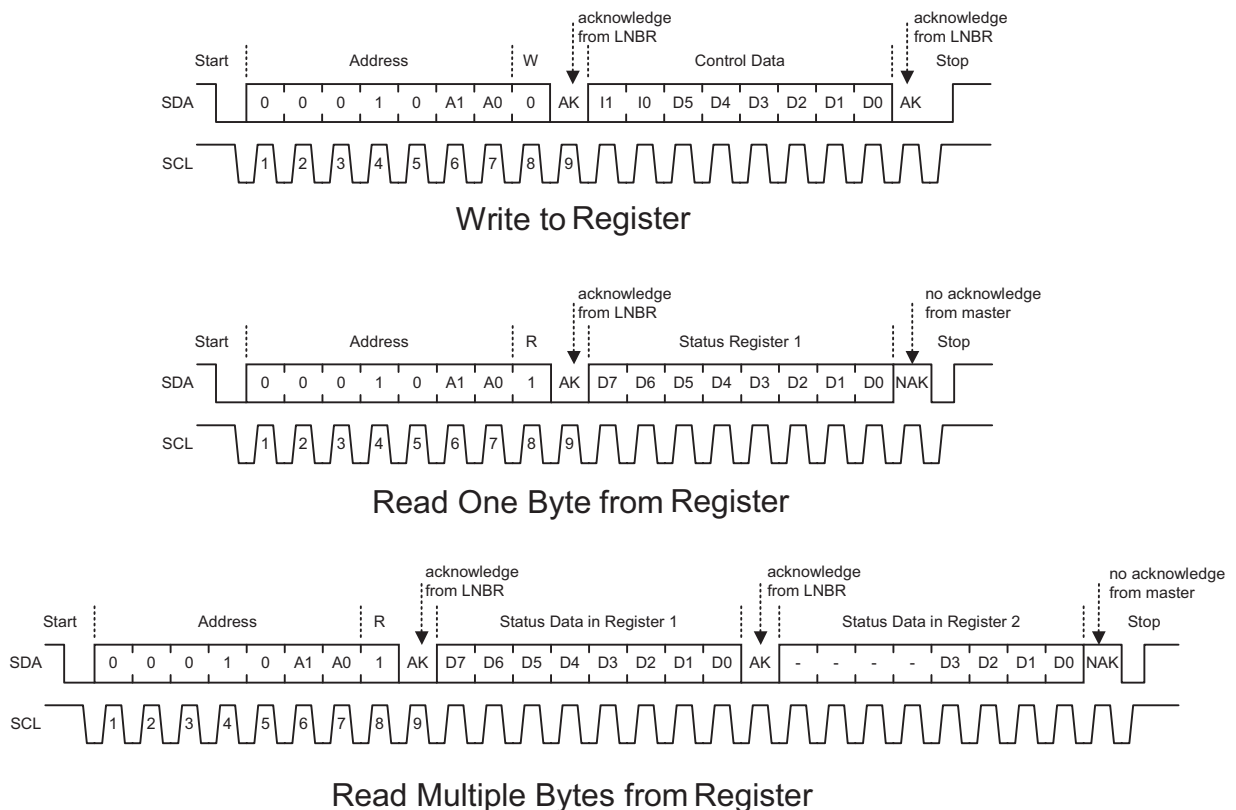 acknowledge
from LNBR
acknowledge
from LNBR
Start Address W Control Data Stop
SDA 0 0 0 1 0 A1 A0 0 AK I1 I0 D5 D4 D3 D2 D1 D0 AK
SCL 1 2 3 4 5 6 7 8 9
Write to Register
acknowledge
from LNBR
no acknowledge
from master
Start Address R Status Register 1 Stop
SDA 0 0 0 1 0 A1 A0 1 AK D7 D6 D5 D4 D3 D2 D1 D0 NAK
SCL 1 2 3 4 5 6 7 8 9
Read One Byte from Register
acknowledge
from LNBR
acknowledge
from LNBR
no acknowledge
from master
Start Address R Status Data in Register 1 Status Data in Register 2 Stop
SDA 0 0 0 1 0 A1 A0 1 AK D7 D6 D5 D4 D3 D2 D1 D0 AK - - - - D3 D2 D1 D0 NAK
SCL 1 2 3 4 5 6 7 8 9
Read Multiple Bytes from Register